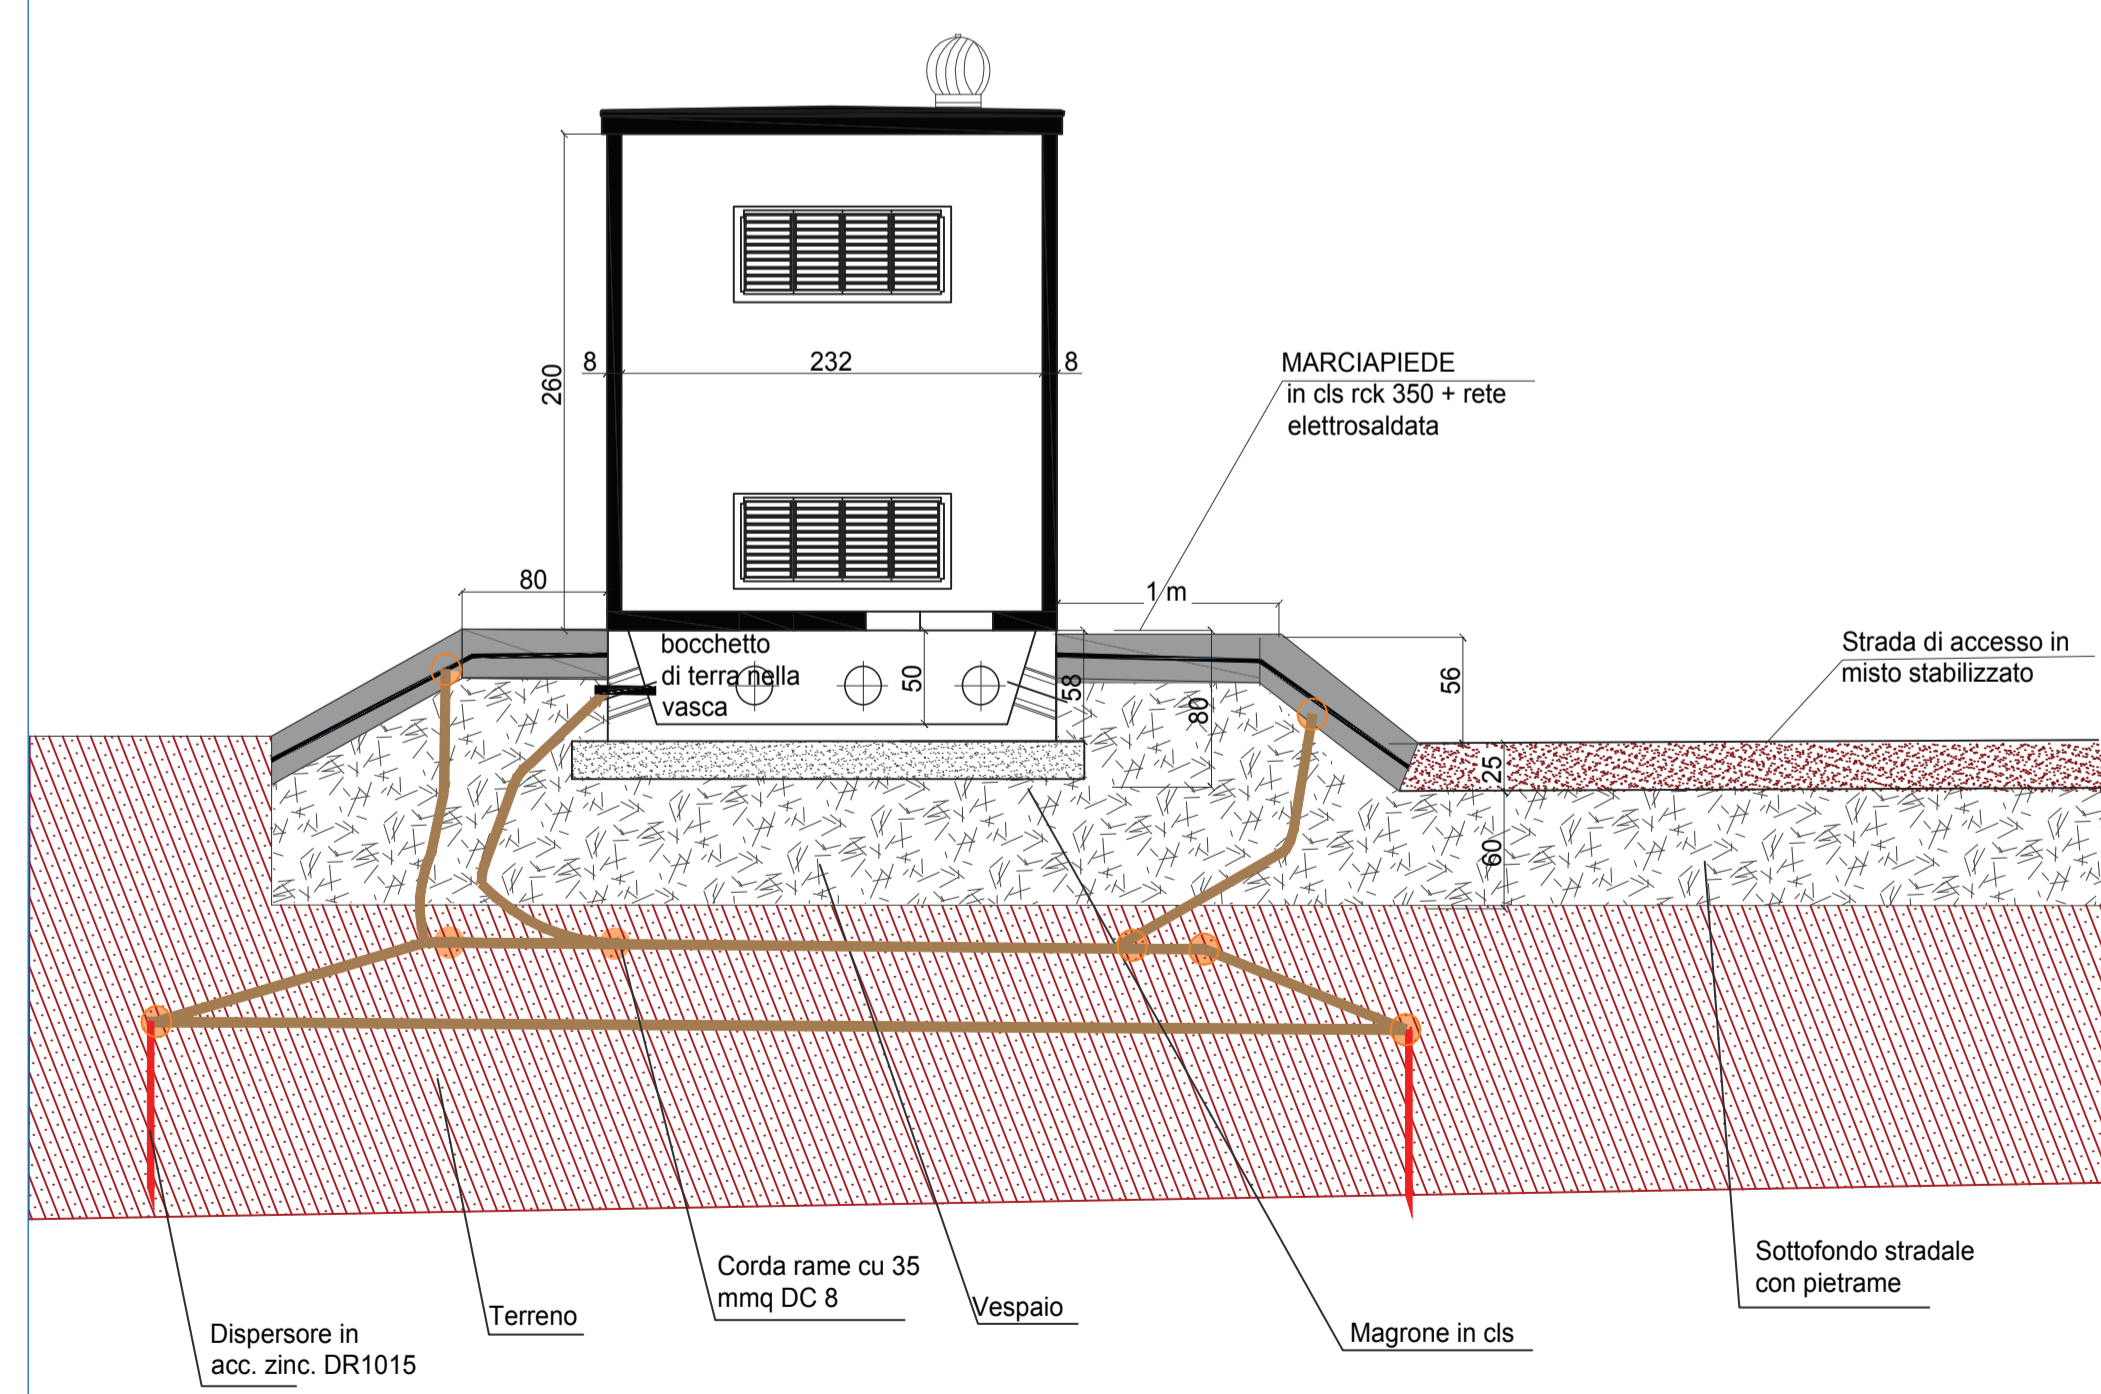 260
8
232
8
MARCIAPIEDE
in cls rck 350 + rete
elettrosaldata
80
1 m
bocchetto
di terra nella
vasca
50
58
80
56
Strada di accesso in
misto stabilizzato
25
60
Dispersore in
acc. zinc. DR1015
Terreno
Corda rame cu 35
mmq DC 8
Vespaio
Magrone in cls
Sottofondo stradale
con pietrame